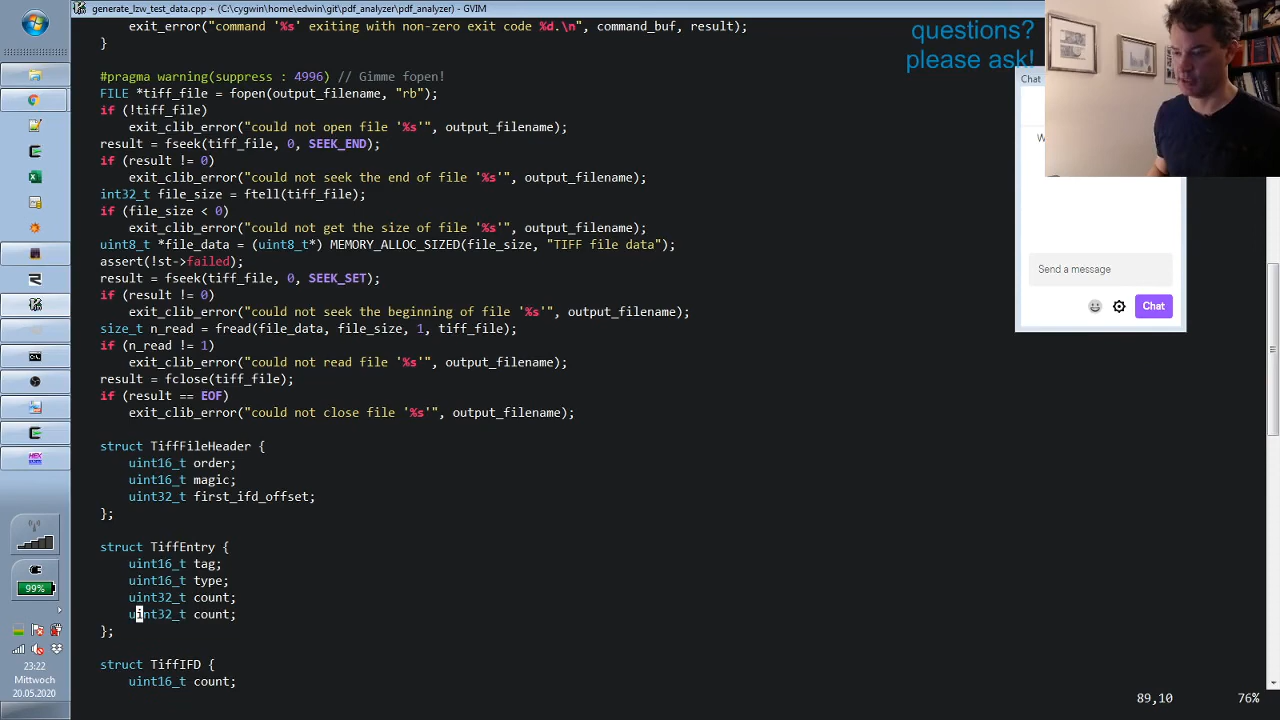 generate_lzw_test_data.cpp + (C:\cygwin\home\edwin\git\pdf_analyzer\pdf_analyzer) - GVIM
exit_error("command '%s' exiting with non-zero exit code %d.\n", command_buf, result);
}
#pragma warning(suppress : 4996) // Gimme fopen!
FILE *tiff_file = fopen(output_filename, "rb");
if (!tiff_file)
exit_clib_error("could not open file '%s'", output_filename);
result = fseek(tiff_file, 0, SEEK_END);
if (result != 0)
exit_clib_error("could not seek the end of file '%s'", output_filename);
int32_t file_size = ftell(tiff_file);
if (file_size < 0)
exit_clib_error("could not get the size of file '%s'", output_filename);
uint8_t *file_data = (uint8_t*) MEMORY_ALLOC_SIZED(file_size, "TIFF file data");
assert(!st->failed);
result = fseek(tiff_file, 0, SEEK_SET);
if (result != 0)
exit_clib_error("could not seek the beginning of file '%s'", output_filename);
size_t n_read = fread(file_data, file_size, 1, tiff_file);
if (n_read != 1)
exit_clib_error("could not read file '%s'", output_filename);
result = fclose(tiff_file);
if (result == EOF)
exit_clib_error("could not close file '%s'", output_filename);
struct TiffFileHeader {
uint16_t order;
uint16_t magic;
uint32_t first_ifd_offset;
};
struct TiffEntry {
uint16_t tag;
uint16_t type;
uint32_t count;
uint32_t count;
};
struct TiffIFD {
uint16_t count;
89,10 76%
questions?
please ask!
Chat
W
Send a message
Chat
HEX
99%
23:22
Mittwoch
20.05.2020